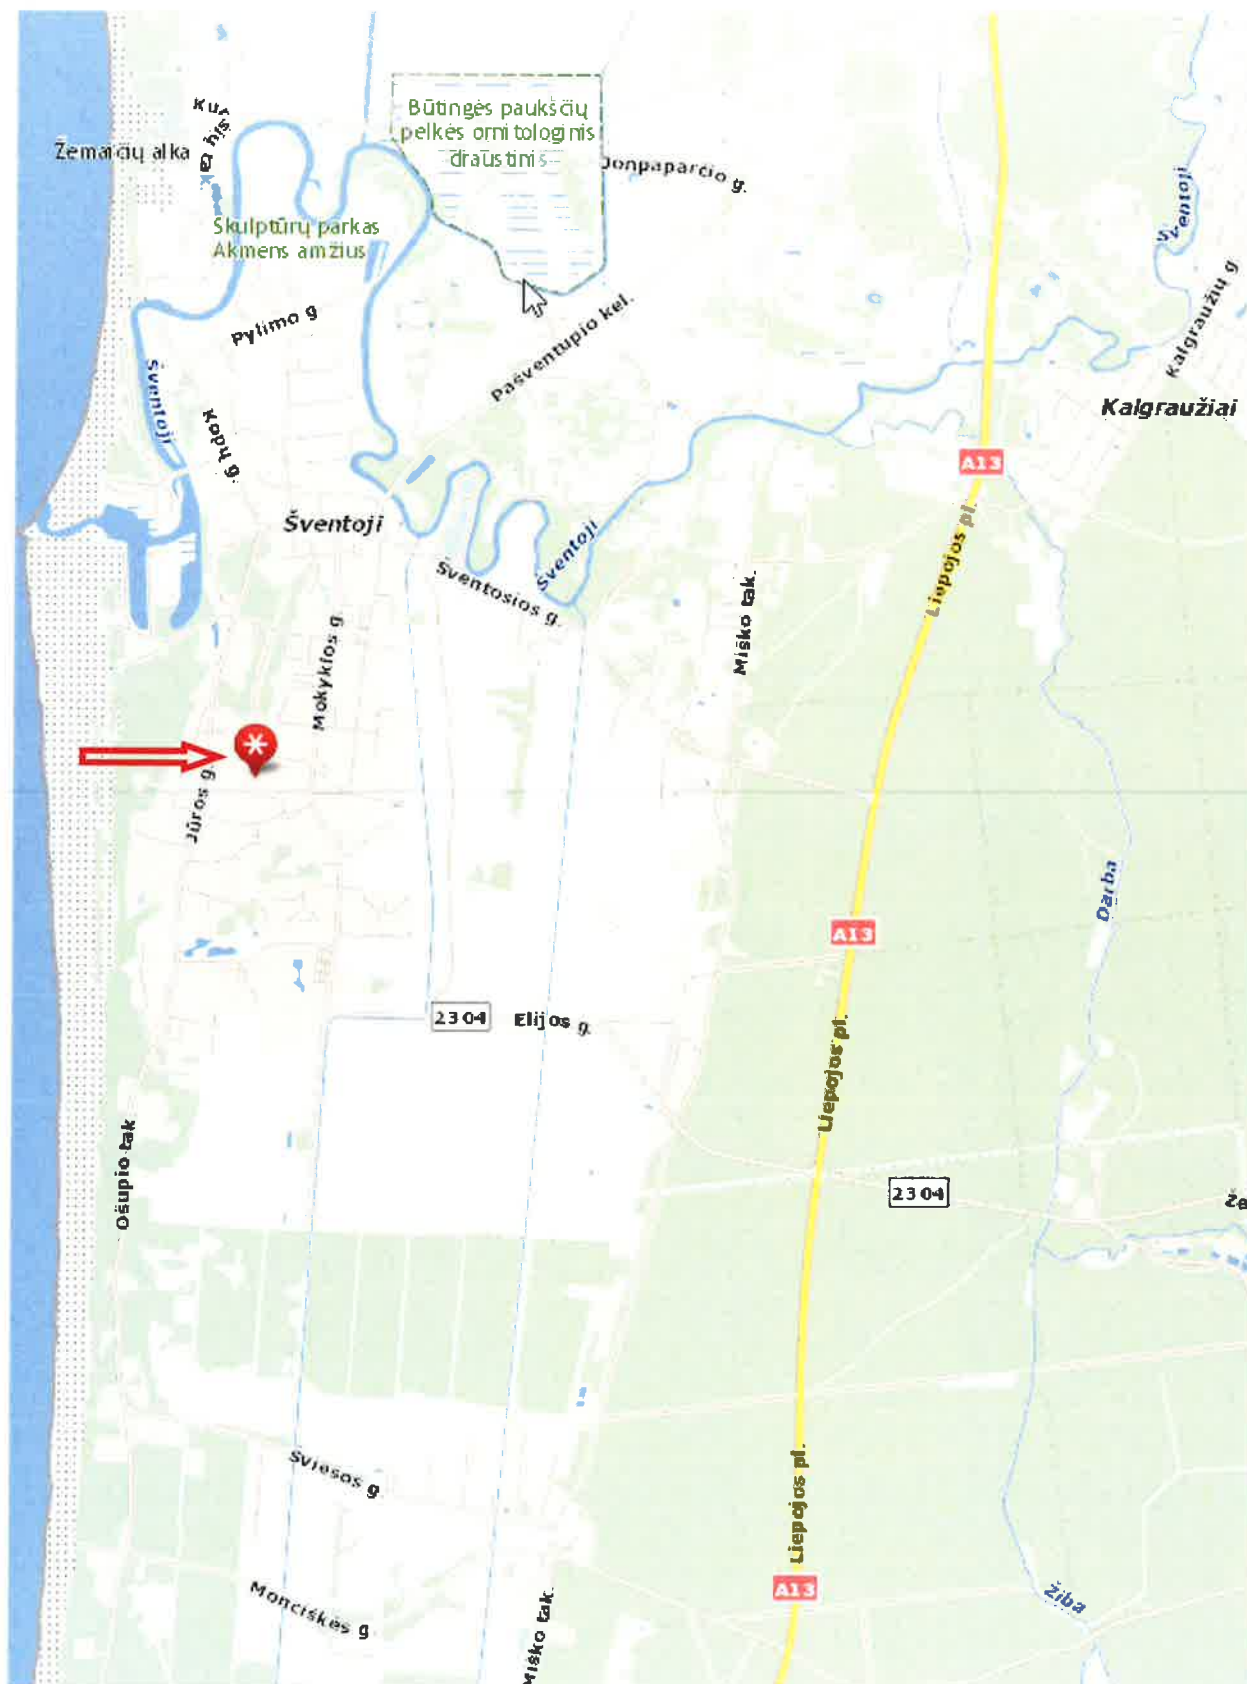 Būtingės paukščių
pelkės ornitologinis
draustinis
Žemaičių alka
Skulptūrų parkas
Akmens amžius
Šventoji
Pylimo g
Pašventupio kel.
Kalgraužių g
Kalgraužiai
Šventoji
Kopų g.
A13
Šventoji
Šventoji
Šventosios g.
Liepojos pl.
Miško tak.
Mokyklos g.
Jūros g.
Darba
A13
2304
Elijos g.
Liepojos pl.
Ošupio tak
2304
Že
Šviesos g
Liepojos pl.
A13
Žiba
Monciškės g
Miško tak.